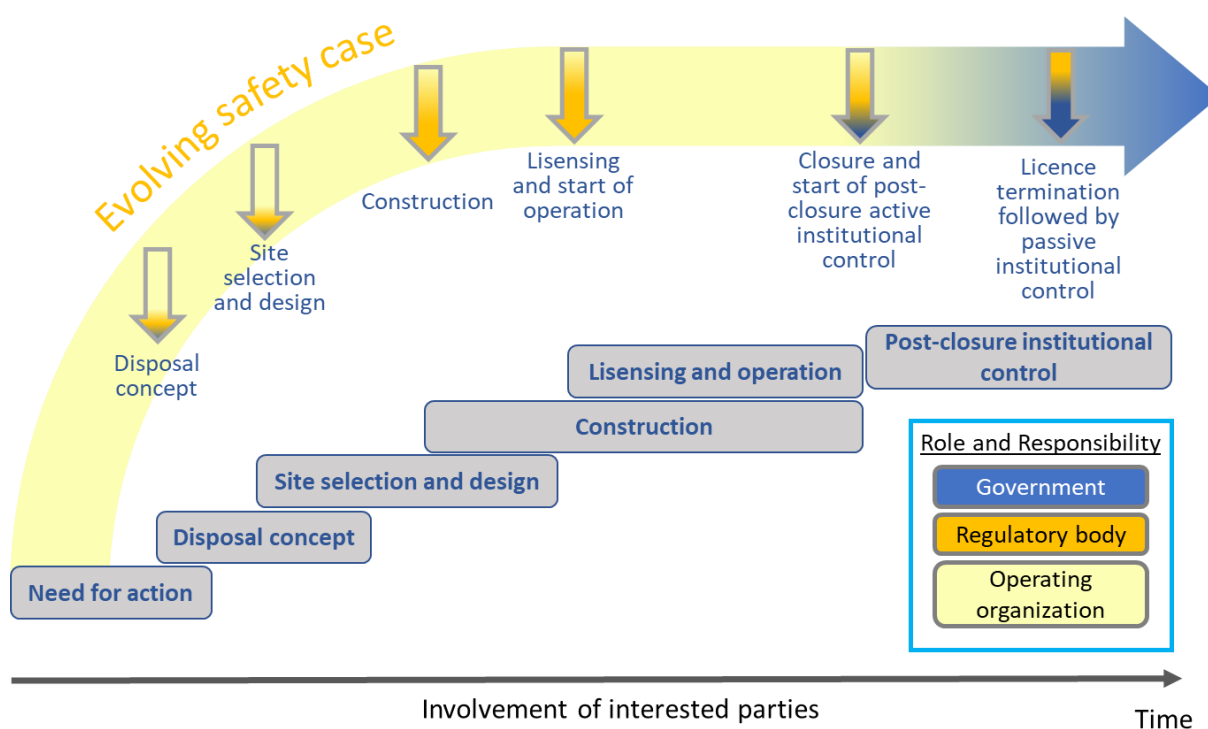 Evolving safety case
Disposal
concept
Site
selection
and design
Construction
Lisensing
and start of
operation
Closure and
start of post-
closure active
institutional
control
Licence
termination
followed by
passive
institutional
control
Post-closure institutional
control
Lisensing and operation
Construction
Site selection and design
Disposal concept
Need for action
Role and Responsibility
Government
Regulatory body
Operating
organization
Involvement of interested parties
Time